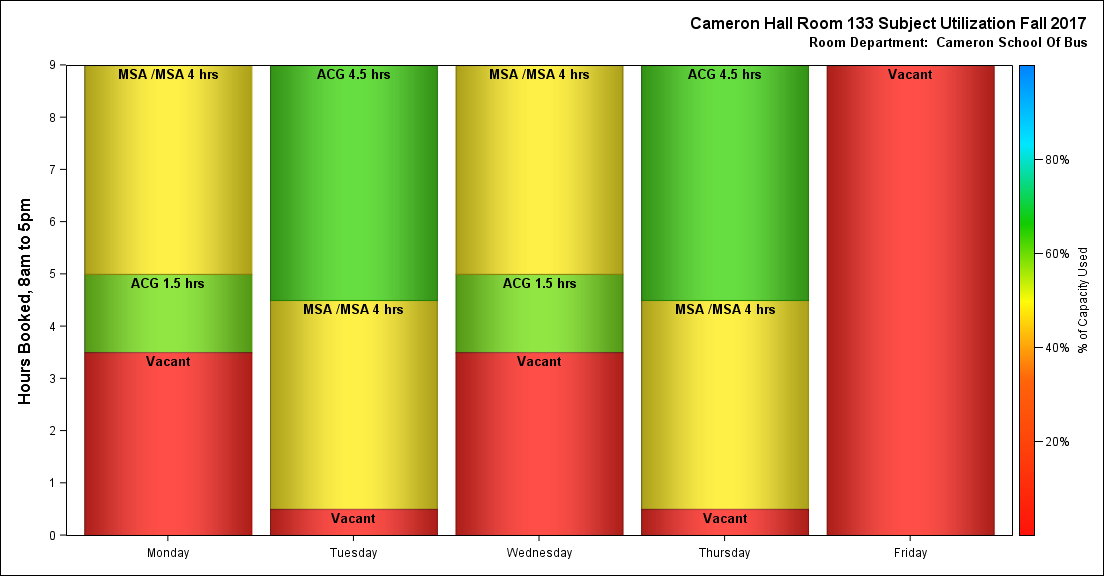 Cameron Hall Room 133 Subject Utilization Fall 2017
Room Department:  Cameron School Of Bus
Hours Booked, 8am to 5pm
9
8
7
6
5
4
3
2
1
0
MSA /MSA 4 hrs
ACG 1.5 hrs
Vacant
ACG 4.5 hrs
MSA /MSA 4 hrs
Vacant
MSA /MSA 4 hrs
ACG 1.5 hrs
Vacant
ACG 4.5 hrs
MSA /MSA 4 hrs
Vacant
Vacant
Monday
Tuesday
Wednesday
Thursday
Friday
80%
60%
40%
20%
% of Capacity Used